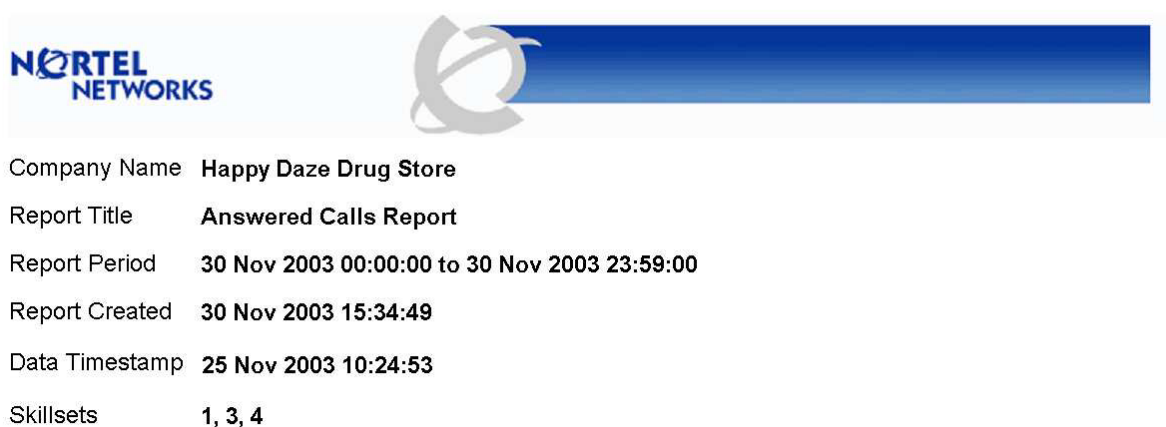 NORTEL
NETWORKS
Company Name Happy Daze Drug Store
Report Title Answered Calls Report
Report Period 30 Nov 2003 00:00:00 to 30 Nov 2003 23:59:00
Report Created 30 Nov 2003 15:34:49
Data Timestamp 25 Nov 2003 10:24:53
Skillsets 1, 3, 4